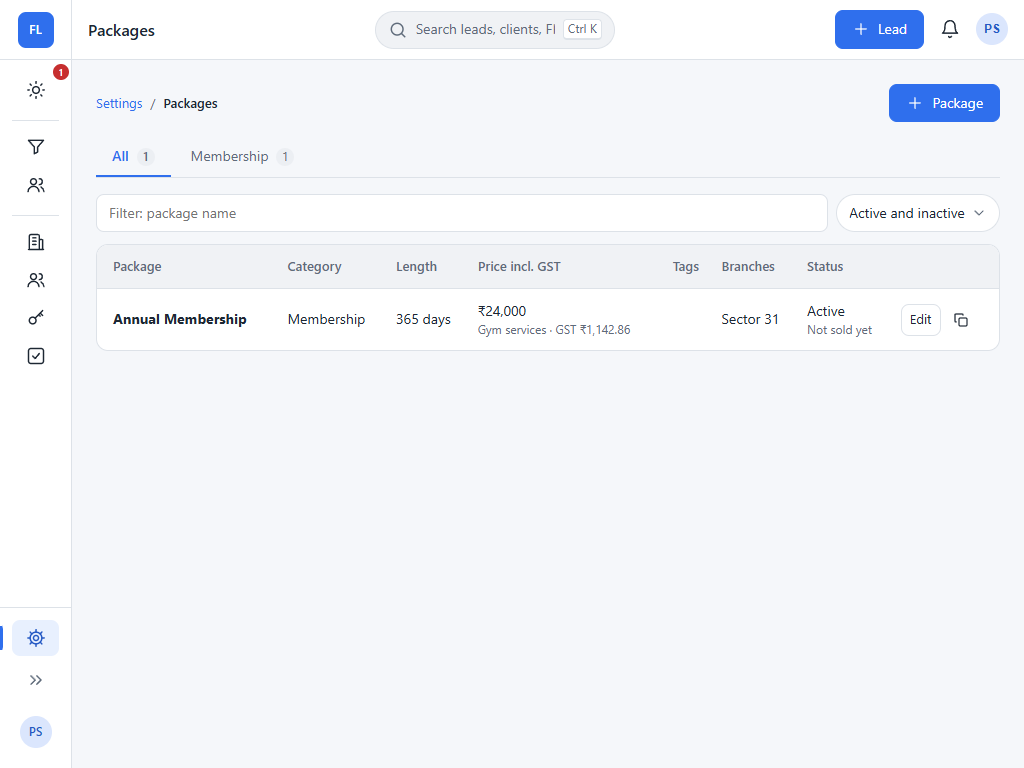 FL
Packages
Search leads, clients, FI
Ctrl K
Lead
PS
1
Settings / Packages
Package
All 1
Membership 1
Filter: package name
Active and inactive
Package Category Length Price incl. GST Tags Branches Status
Annual Membership Membership 365 days ₹24,000 Sector 31 Active Edit
Gym services · GST ₹1,142.86 Not sold yet
PS